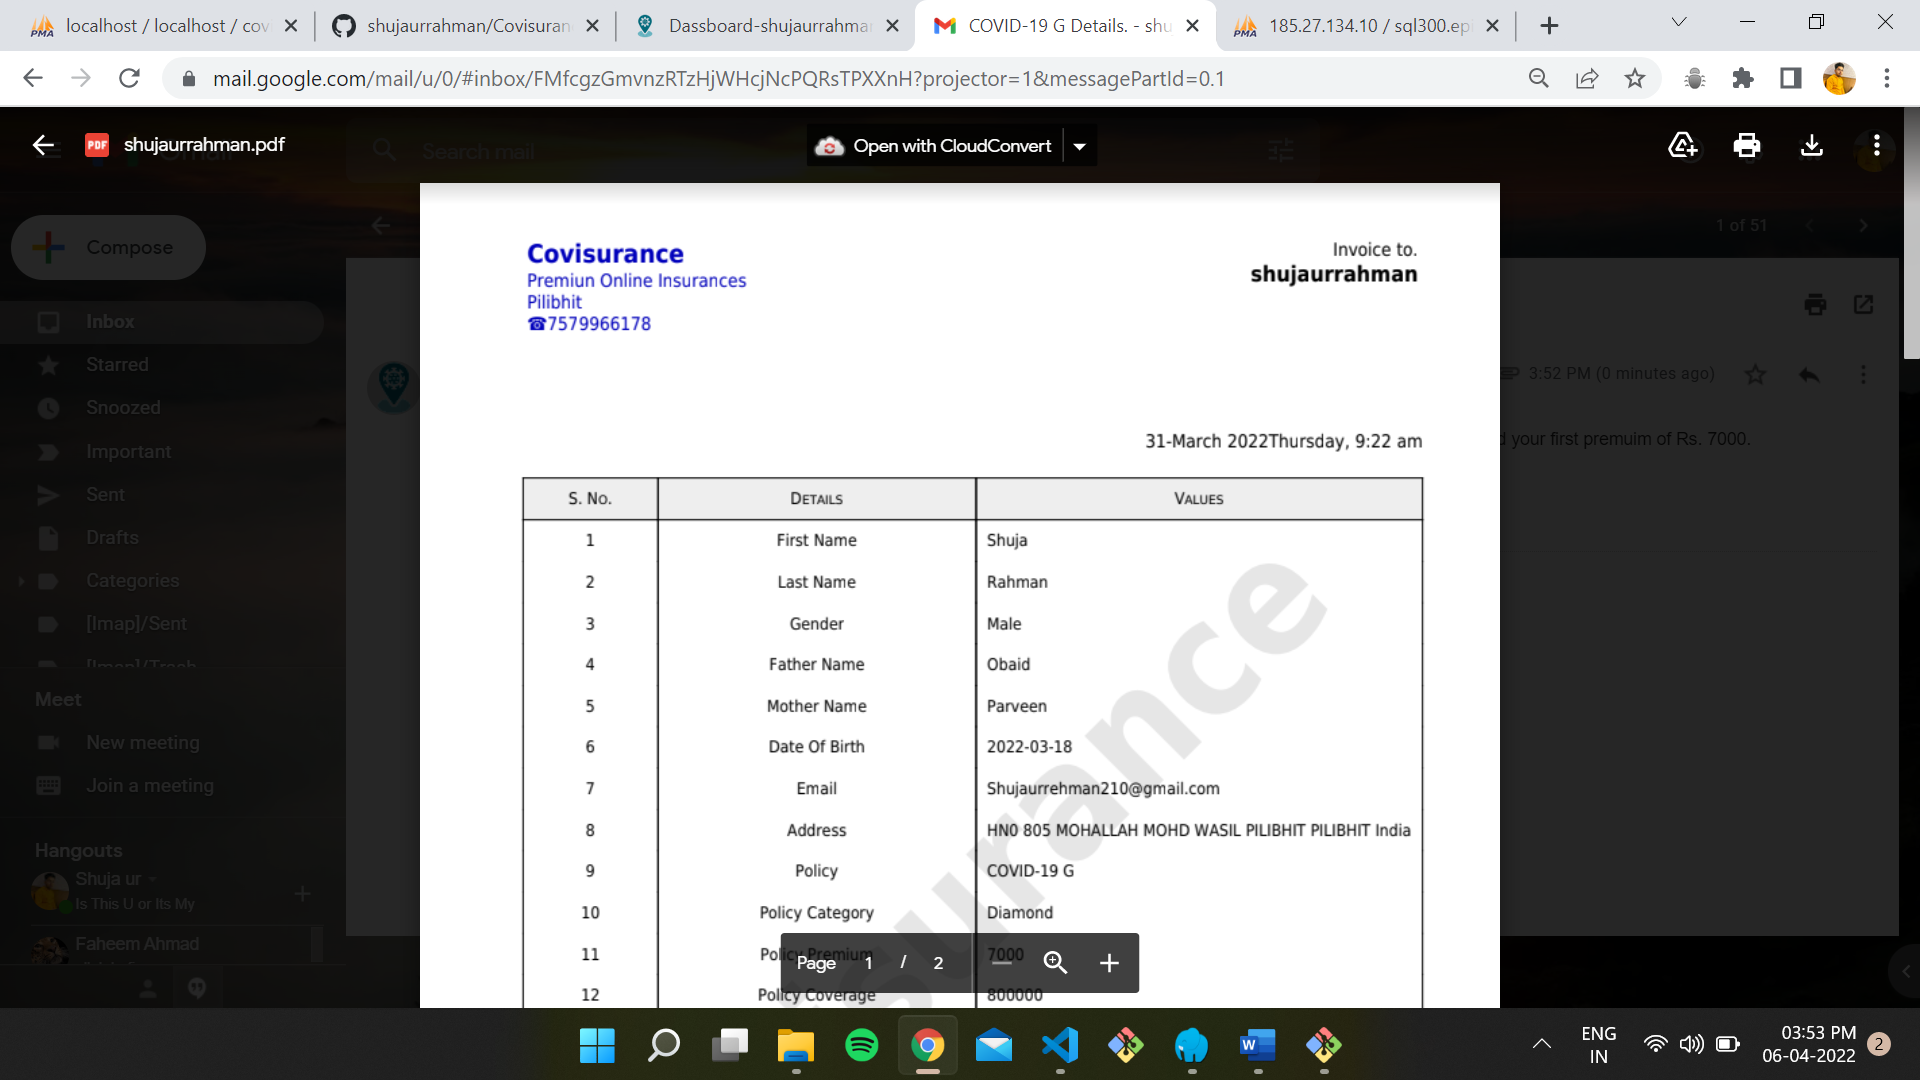 localhost / localhost / cov
shujaurrahman/Covisuran
Dassboard-shujaurrahma
COVID-19 G Details. - shu
185.27.134.10 / sql300.epi
mail.google.com/mail/u/0/#inbox/FMfcgzGmvnzRTzHjWHcjNcPQRsTPXXnH?projector=1&messagePartId=0.1
PDF shujaurrahman.pdf
Search mail
Open with CloudConvert
Compose
1 of 51
Inbox
Starred
Snoozed
Important
Sent
Drafts
Categories
[Imap]/Sent
[Imap]/Trash
Meet
New meeting
Join a meeting
Hangouts
Shuja ur
Is This U or Its My
Faheem Ahmad
3:52 PM (0 minutes ago)
d your first premuim of Rs. 7000.
Covisurance
Premiun Online Insurances
Pilibhit
☎7579966178
Invoice to.
shujaurrahman
31-March 2022Thursday, 9:22 am
S. No. Details Values
1 First Name Shuja
2 Last Name Rahman
3 Gender Male
4 Father Name Obaid
5 Mother Name Parveen
6 Date Of Birth 2022-03-18
7 Email Shujaurrehman210@gmail.com
8 Address HN0 805 MOHALLAH MOHD WASIL PILIBHIT PILIBHIT India
9 Policy COVID-19 G
10 Policy Category Diamond
11 Policy Premium 7000
12 Policy Coverage 800000
surance
Page 1 / 2
ENG
IN
03:53 PM
06-04-2022
2